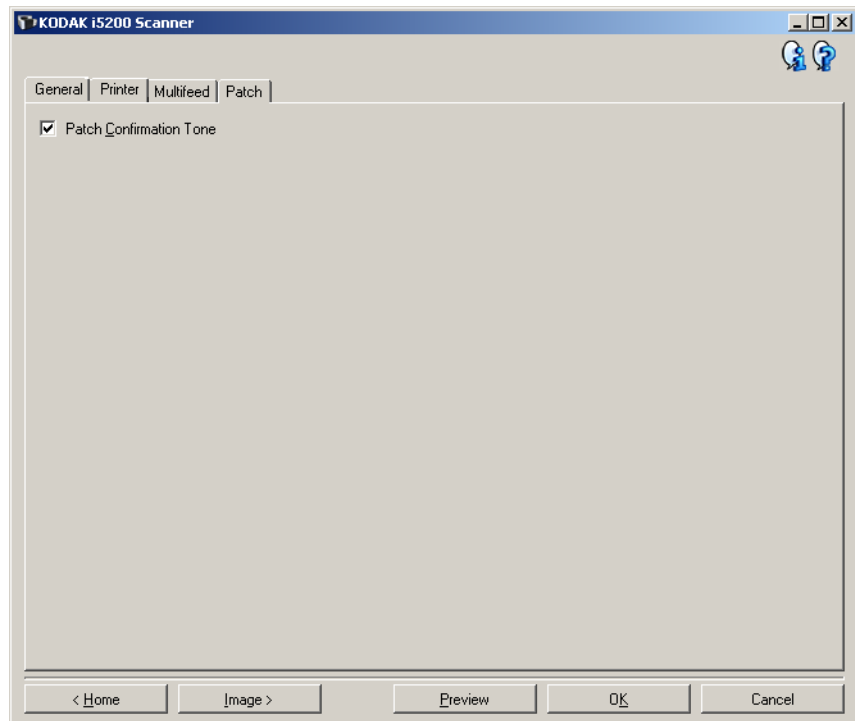 KODAK i5200 Scanner
General Printer Multifeed Patch
Patch Confirmation Tone
< Home Image > Preview OK Cancel